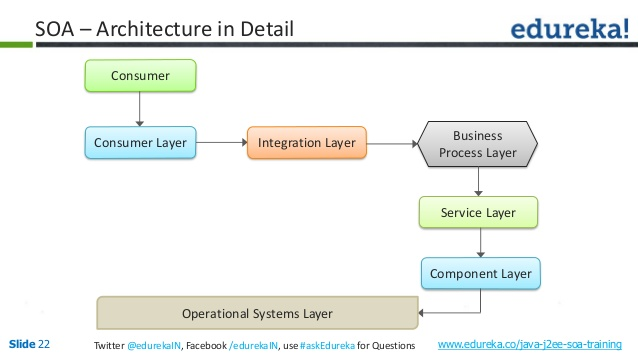 SOA – Architecture in Detail
edureka!
Consumer
Consumer Layer
Integration Layer
Business
Process Layer
Service Layer
Component Layer
Operational Systems Layer
Slide 22
Twitter @edurekaIN, Facebook /edurekaIN, use #askEdureka for Questions
www.edureka.co/java-j2ee-soa-training